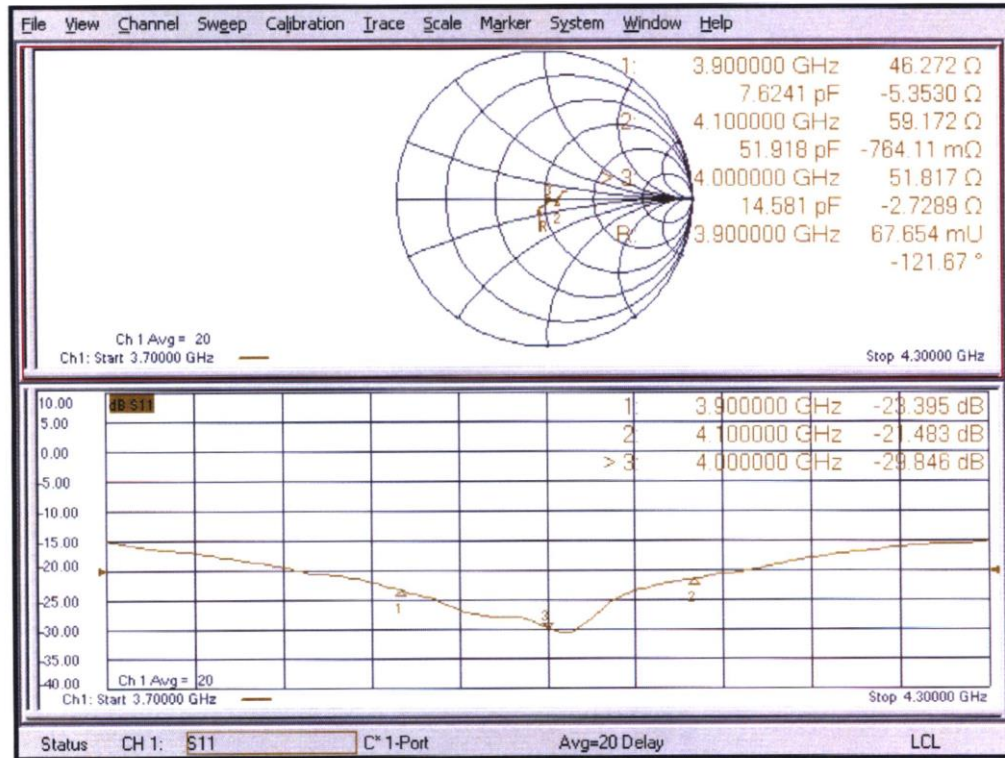 File View Channel Sweep Calibration Trace Scale Marker System Window Help
1: 3.900000 GHz 46.272 Ω
7.6241 pF -5.3530 Ω
2: 4.100000 GHz 59.172 Ω
51.918 pF -764.11 mΩ
> 3: 4.000000 GHz 51.817 Ω
14.581 pF -2.7289 Ω
R: 3.900000 GHz 67.654 mU
-121.67 °
3
2
R
Ch 1 Avg = 20
Ch1: Start 3.70000 GHz Stop 4.30000 GHz
dB S11
1: 3.900000 GHz -23.395 dB
2: 4.100000 GHz -21.483 dB
> 3: 4.000000 GHz -29.846 dB
10.00
5.00
0.00
-5.00
-10.00
-15.00
-20.00
-25.00
-30.00
-35.00
-40.00
1
3
2
Ch 1 Avg = 20
Ch1: Start 3.70000 GHz Stop 4.30000 GHz
Status CH 1: S11 C* 1-Port Avg=20 Delay LCL